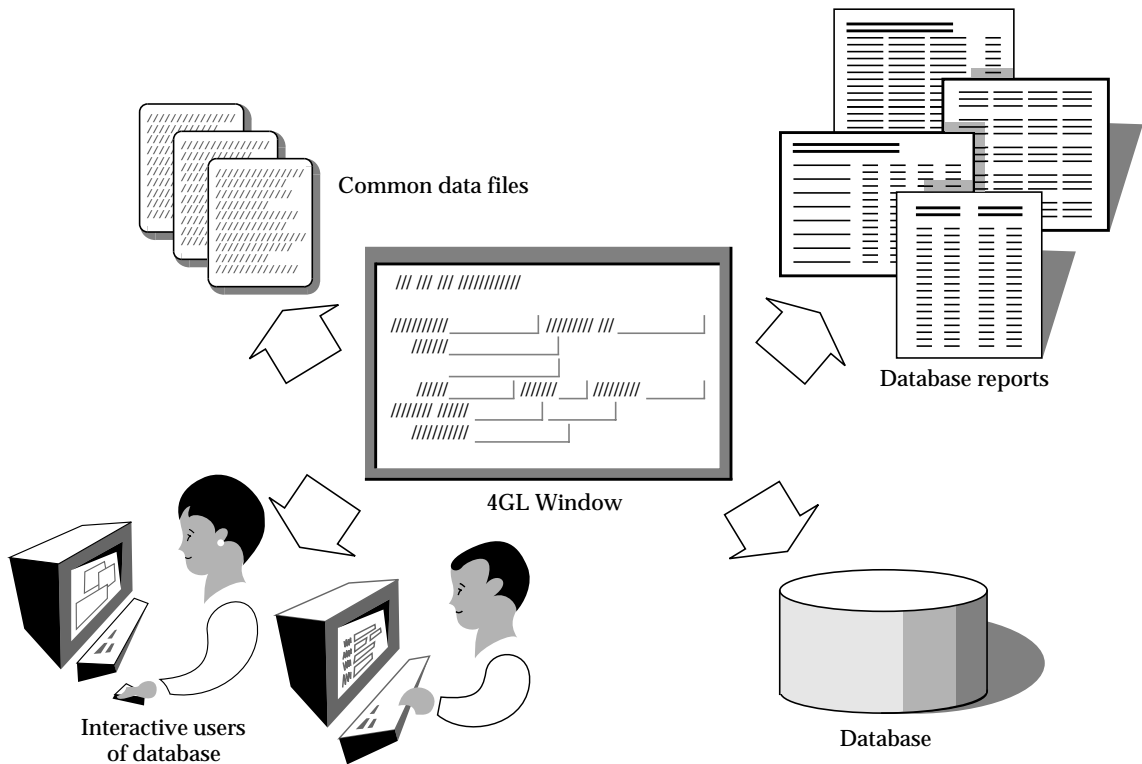 Common data files
Database reports
4GL Window
Interactive users
of database
Database